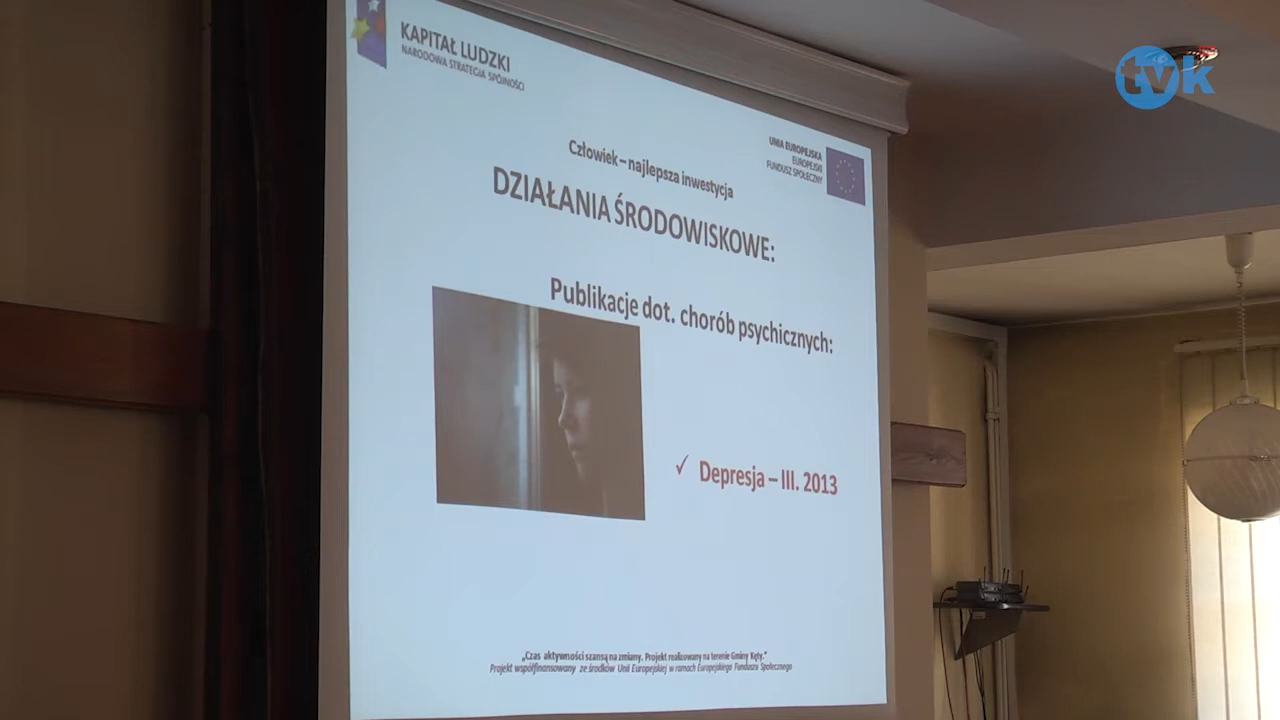 KAPITAŁ LUDZKI
NARODOWA STRATEGIA SPÓJNOŚCI
tvk
UNIA EUROPEJSKA
EUROPEJSKI
FUNDUSZ SPOŁECZNY
Człowiek – najlepsza inwestycja
DZIAŁANIA ŚRODOWISKOWE:
Publikacje dot. chorób psychicznych:
✓ Depresja – III. 2013
„Czas aktywności szansą na zmiany. Projekt realizowany na terenie Gminy Kęty.”
Projekt współfinansowany ze środków Unii Europejskiej w ramach Europejskiego Funduszu Społecznego